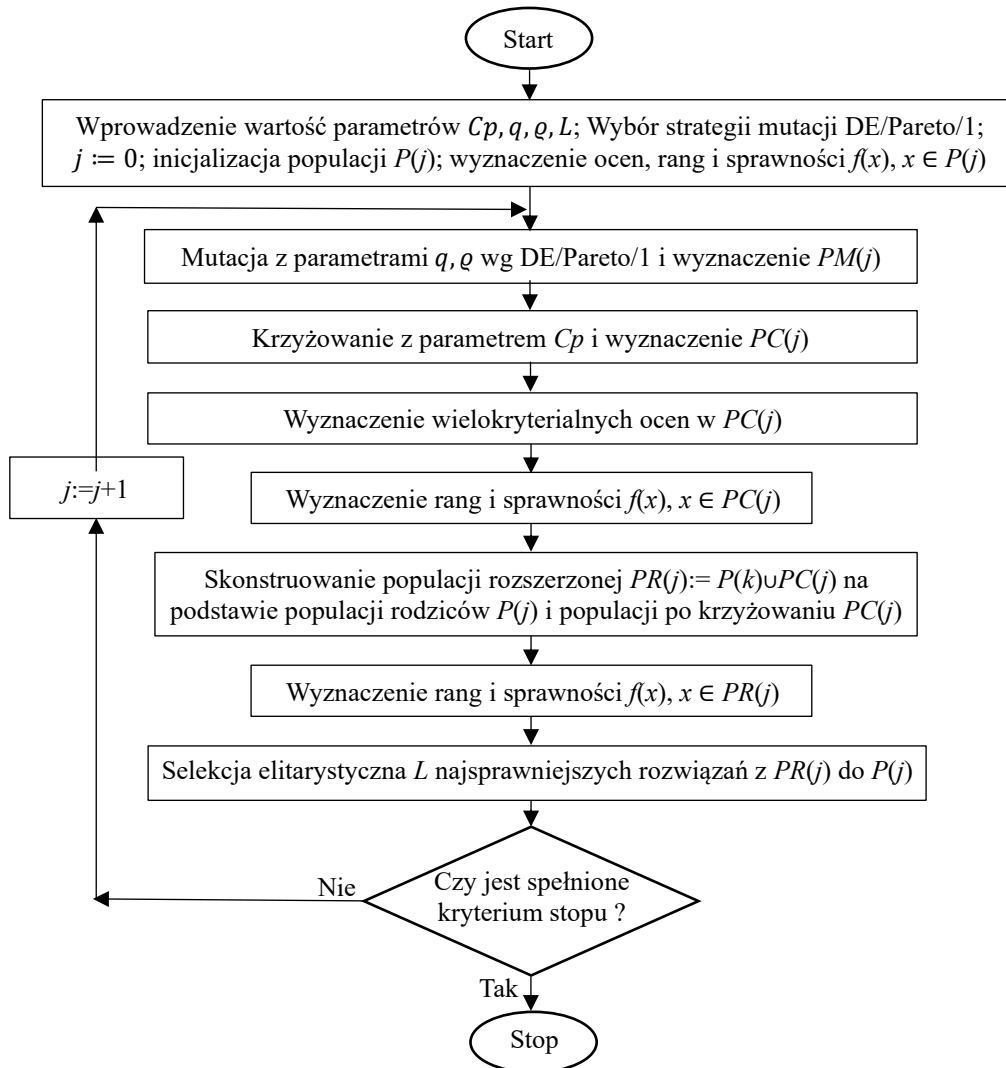 Start
Wprowadzenie wartość parametrów Cp, q, ϱ, L; Wybór strategii mutacji DE/Pareto/1;
j := 0; inicjalizacja populacji P(j); wyznaczenie ocen, rang i sprawności f(x), x ∈ P(j)
Mutacja z parametrami q, ϱ wg DE/Pareto/1 i wyznaczenie PM(j)
Krzyżowanie z parametrem Cp i wyznaczenie PC(j)
Wyznaczenie wielokryterialnych ocen w PC(j)
j:=j+1
Wyznaczenie rang i sprawności f(x), x ∈ PC(j)
Skonstruowanie populacji rozszerzonej PR(j):= P(k)∪PC(j) na
podstawie populacji rodziców P(j) i populacji po krzyżowaniu PC(j)
Wyznaczenie rang i sprawności f(x), x ∈ PR(j)
Selekcja elitarystyczna L najsprawniejszych rozwiązań z PR(j) do P(j)
Nie
Czy jest spełnione
kryterium stopu ?
Tak
Stop